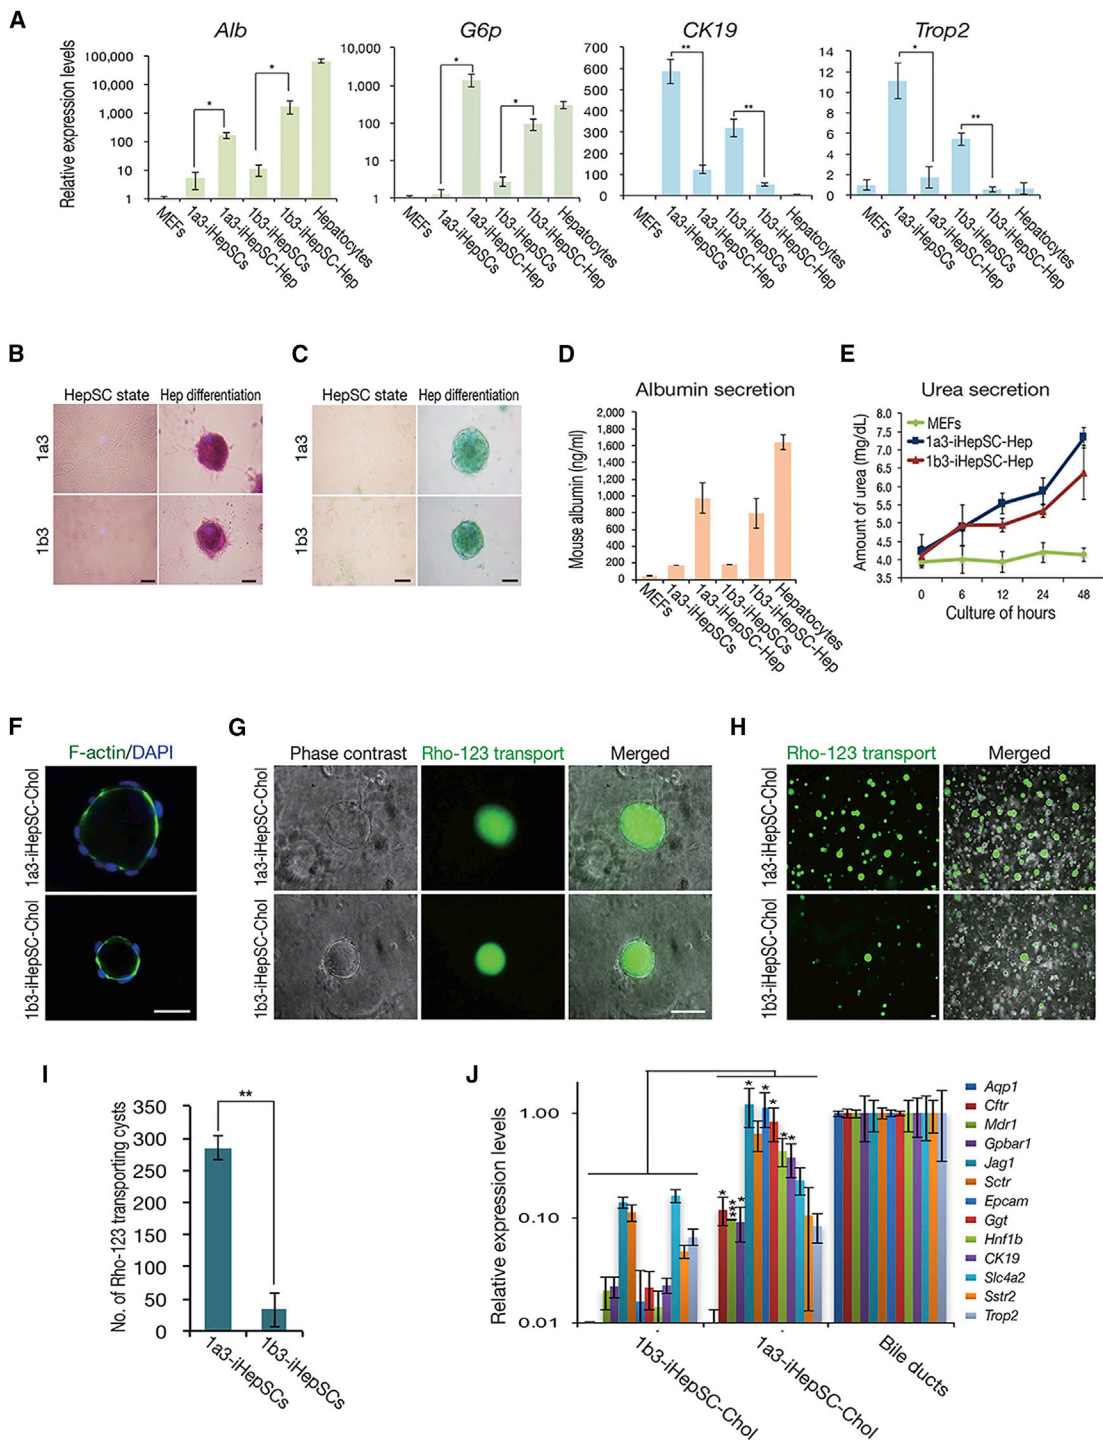 A
Alb
Relative expression levels
100,000
10,000
1,000
100
10
1
MEFs
1a3-iHepSCs
1a3-iHepSC-Hep
1b3-iHepSCs
1b3-iHepSC-Hep
Hepatocytes
*
*
G6p
10,000
1,000
100
10
1
MEFs
1a3-iHepSCs
1a3-iHepSC-Hep
1b3-iHepSCs
1b3-iHepSC-Hep
Hepatocytes
*
*
CK19
700
600
500
400
300
200
100
0
MEFs
1a3-iHepSCs
1a3-iHepSC-Hep
1b3-iHepSCs
1b3-iHepSC-Hep
Hepatocytes
**
**
Trop2
14
12
10
8
6
4
2
0
MEFs
1a3-iHepSCs
1a3-iHepSC-Hep
1b3-iHepSCs
1b3-iHepSC-Hep
Hepatocytes
*
**
B
HepSC state Hep differentiation
1a3
1b3
C
HepSC state Hep differentiation
1a3
1b3
D
Albumin secretion
Mouse albumin (ng/ml)
2,000
1,800
1,600
1,400
1,200
1,000
800
600
400
200
0
MEFs
1a3-iHepSCs
1a3-iHepSC-Hep
1b3-iHepSCs
1b3-iHepSC-Hep
Hepatocytes
E
Urea secretion
Amount of urea (mg/dL)
8.0
7.5
7.0
6.5
6.0
5.5
5.0
4.5
4.0
3.5
MEFs
1a3-iHepSC-Hep
1b3-iHepSC-Hep
0 6 12 24 48
Culture of hours
F
F-actin/DAPI
1a3-iHepSC-Chol
1b3-iHepSC-Chol
G
Phase contrast Rho-123 transport Merged
1a3-iHepSC-Chol
1b3-iHepSC-Chol
H
Rho-123 transport Merged
1a3-iHepSC-Chol
1b3-iHepSC-Chol
I
No. of Rho-123 transporting cysts
350
300
250
200
150
100
50
0
**
1a3-iHepSCs
1b3-iHepSCs
J
Relative expression levels
1.00
0.10
0.01
* *** * * * * * *
1b3-iHepSC-Chol
1a3-iHepSC-Chol
Bile ducts
Aqp1
Cftr
Mdr1
Gpbar1
Jag1
Sctr
Epcam
Ggt
Hnf1b
CK19
Slc4a2
Sstr2
Trop2